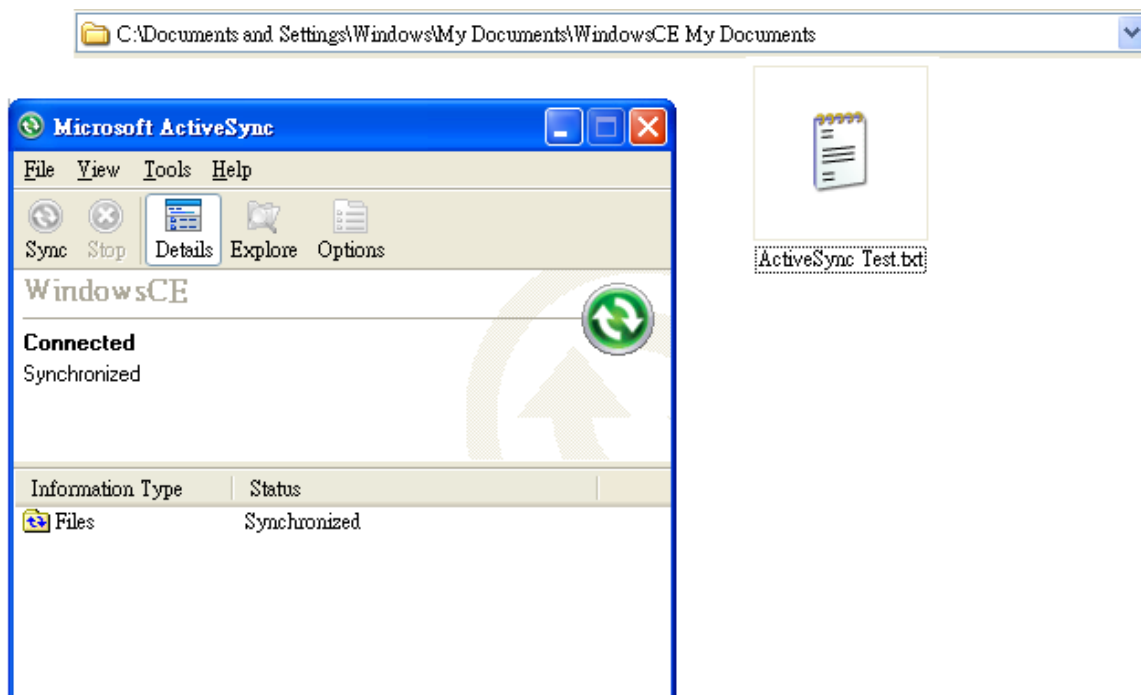 C:\Documents and Settings\Windows\My Documents\WindowsCE My Documents
Microsoft ActiveSync
File View Tools Help
Sync Stop Details Explore Options
WindowsCE
Connected
Synchronized
Information Type Status
Files Synchronized
ActiveSync Test.txt